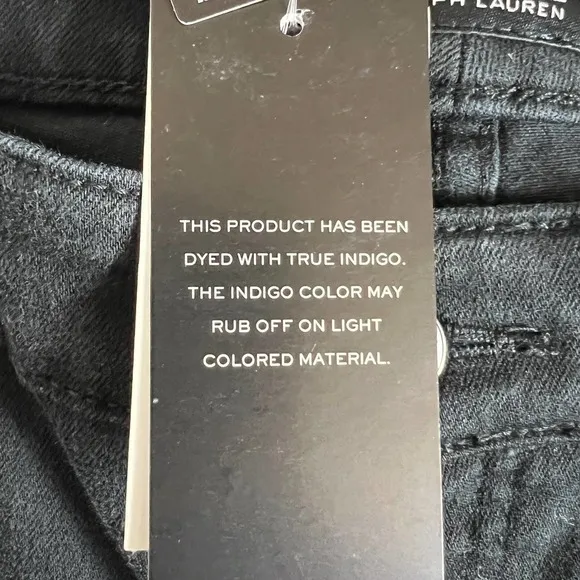 LAUREN
THIS PRODUCT HAS BEEN
DYED WITH TRUE INDIGO.
THE INDIGO COLOR MAY
RUB OFF ON LIGHT
COLORED MATERIAL.